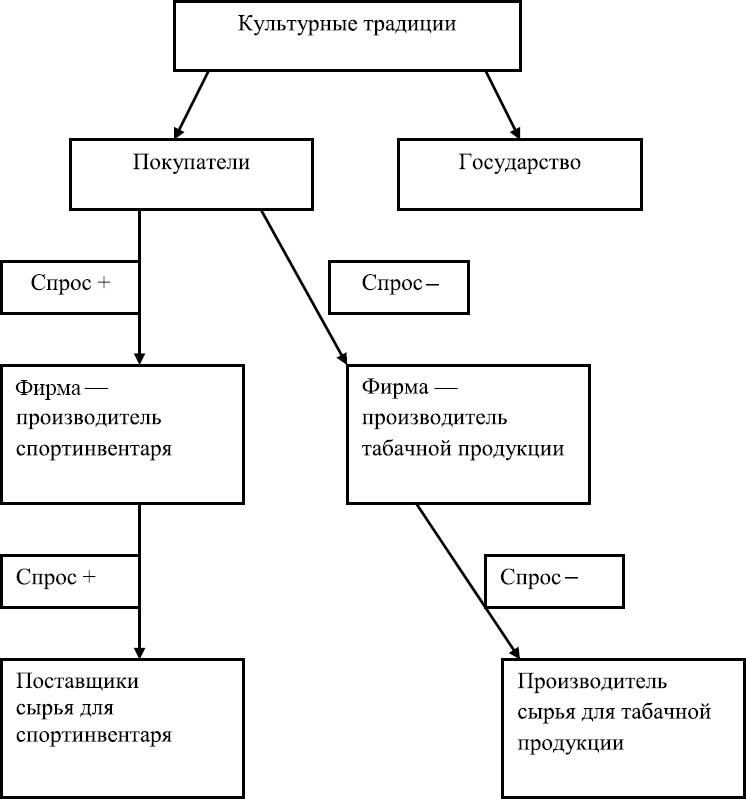 Культурные традиции
Покупатели
Государство
Спрос +
Спрос –
Фирма —
производитель
спортинвентаря
Фирма —
производитель
табачной продукции
Спрос +
Спрос –
Поставщики
сырья для
спортинвентаря
Производитель
сырья для табачной
продукции